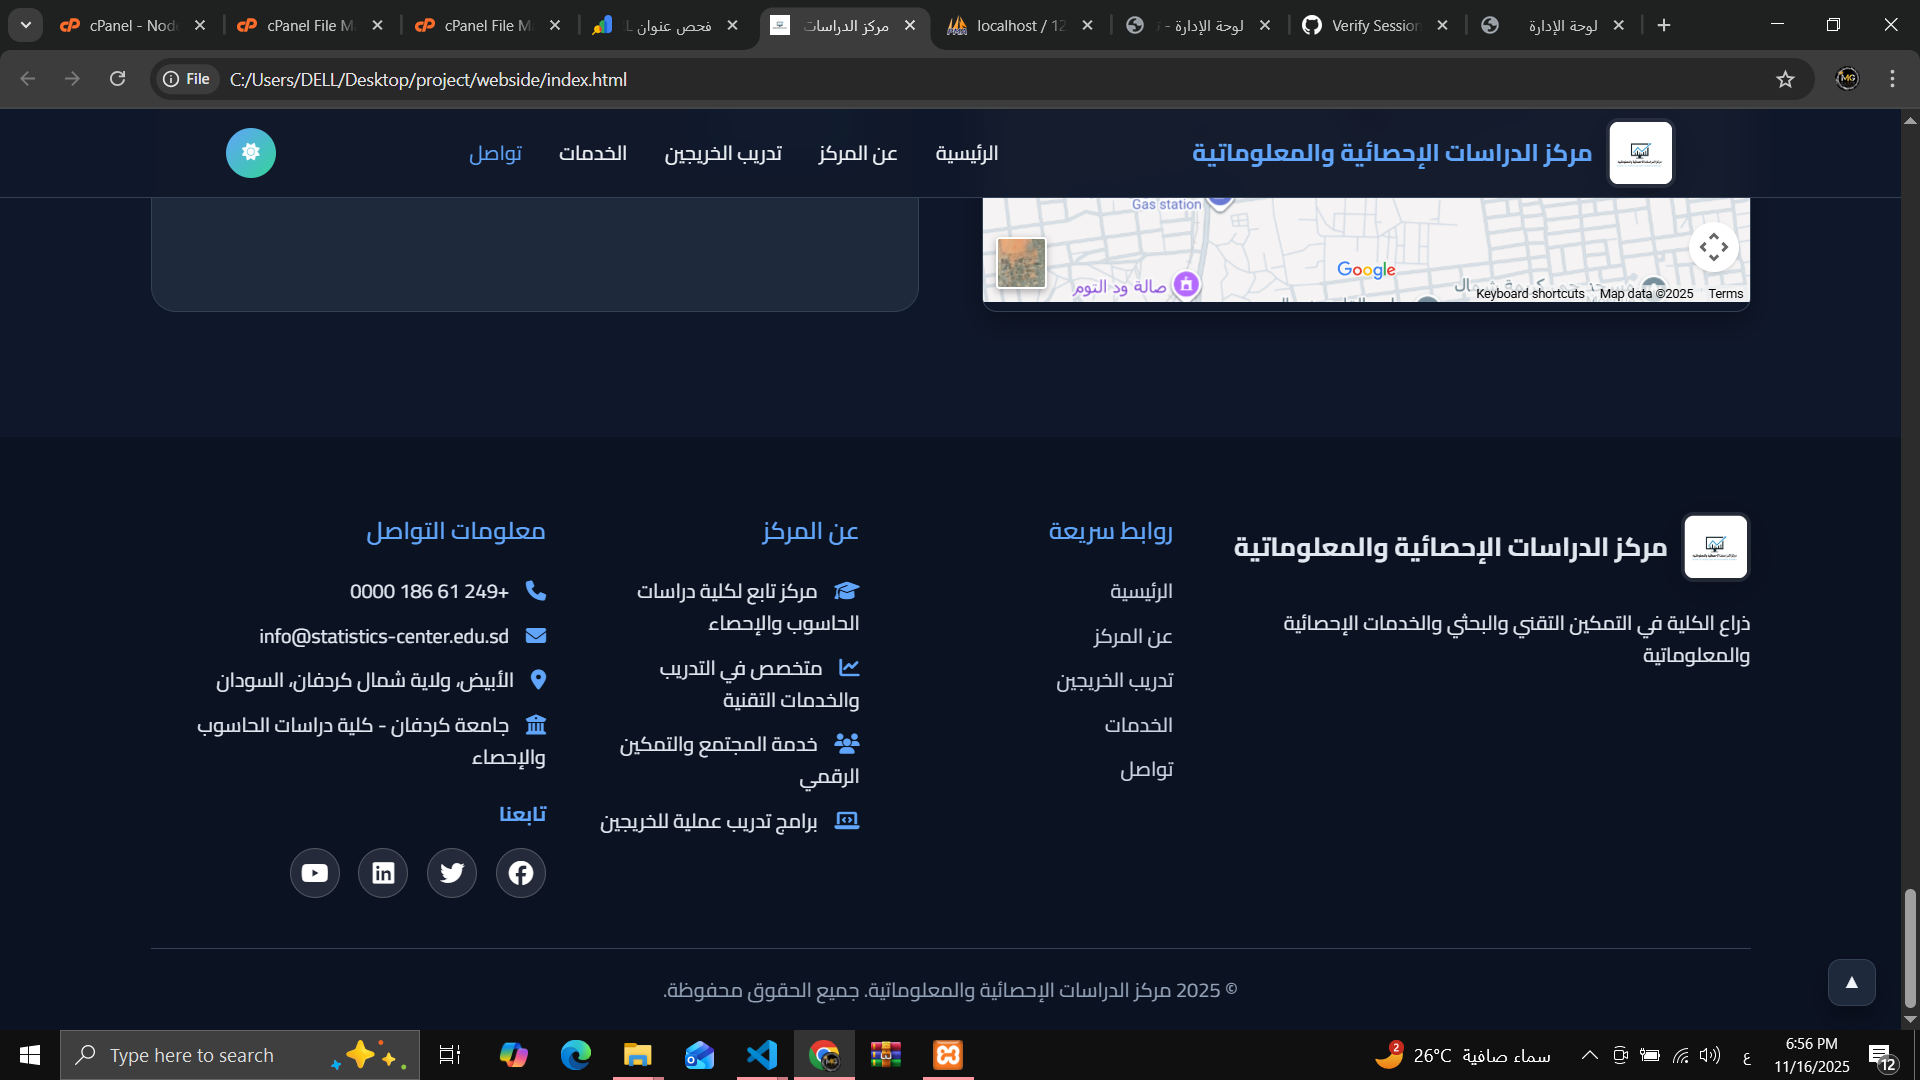 cPanel - Nod
cPanel File M
cPanel File M
فحص عنوان
مركز الدراسات
localhost / 12
لوحة الإدارة -
Verify Session
لوحة الإدارة
File
C:/Users/DELL/Desktop/project/webside/index.html
مركز الدراسات الإحصائية والمعلوماتية
الرئيسية
عن المركز
تدريب الخريجين
الخدمات
تواصل
Gas station
صالة ود التوم
Google
Keyboard shortcuts
Map data ©2025
Terms
مركز الدراسات الإحصائية والمعلوماتية
ذراع الكلية في التمكين التقني والبحثي والخدمات الإحصائية
والمعلوماتية
روابط سريعة
الرئيسية
عن المركز
تدريب الخريجين
الخدمات
تواصل
عن المركز
مركز تابع لكلية دراسات
الحاسوب والإحصاء
متخصص في التدريب
والخدمات التقنية
خدمة المجتمع والتمكين
الرقمي
برامج تدريب عملية للخريجين
معلومات التواصل
+249 61 186 0000
info@statistics-center.edu.sd
الأبيض، ولاية شمال كردفان، السودان
جامعة كردفان - كلية دراسات الحاسوب
والإحصاء
تابعنا
© 2025 مركز الدراسات الإحصائية والمعلوماتية. جميع الحقوق محفوظة.
Type here to search
2
26°C سماء صافية
ع
6:56 PM
11/16/2025
12